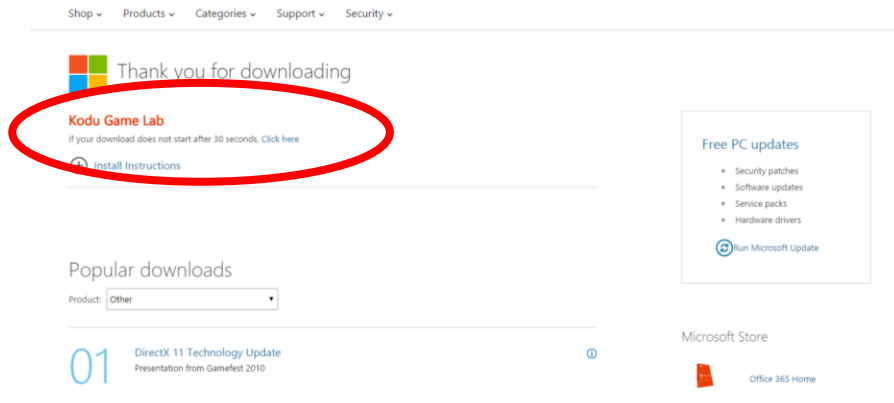 Shop Products Categories Support Security
Thank you for downloading
Kodu Game Lab
If your download does not start after 30 seconds, Click here
Install Instructions
Free PC updates
Security patches
Software updates
Service packs
Hardware drivers
Run Microsoft Update
Popular downloads
Product: Other
01
DirectX 11 Technology Update
Presentation from Gamefest 2010
Microsoft Store
Office 365 Home